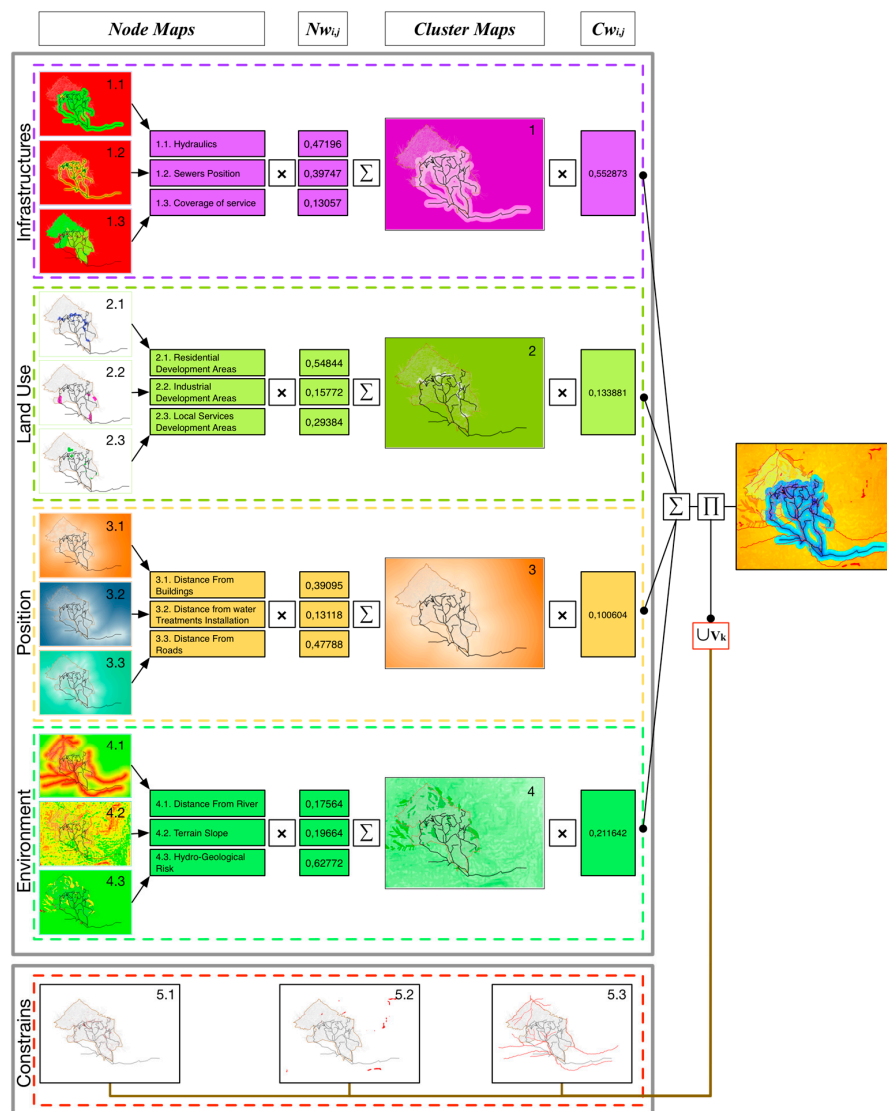 Node Maps
Nw i,j
Cluster Maps
Cw i,j
Infrastructures
1.1
1.2
1.3
1.1. Hydraulics
1.2. Sewers Position
1.3. Coverage of service
×
0,47196
0,39747
0,13057
∑
1
×
0,552873
Land Use
2.1
2.2
2.3
2.1. Residential
Development Areas
2.2. Industrial
Development Areas
2.3. Local Services
Development Areas
×
0,54844
0,15772
0,29384
∑
2
×
0,133881
Position
3.1
3.2
3.3
3.1. Distance From
Buildings
3.2. Distance from water
Treatments Installation
3.3. Distance From
Roads
×
0,39095
0,13118
0,47788
∑
3
×
0,100604
Environment
4.1
4.2
4.3
4.1. Distance From River
4.2. Terrain Slope
4.3. Hydro-Geological
Risk
×
0,17564
0,19664
0,62772
∑
4
×
0,211642
∑
∏
∪Vk
Constrains
5.1
5.2
5.3